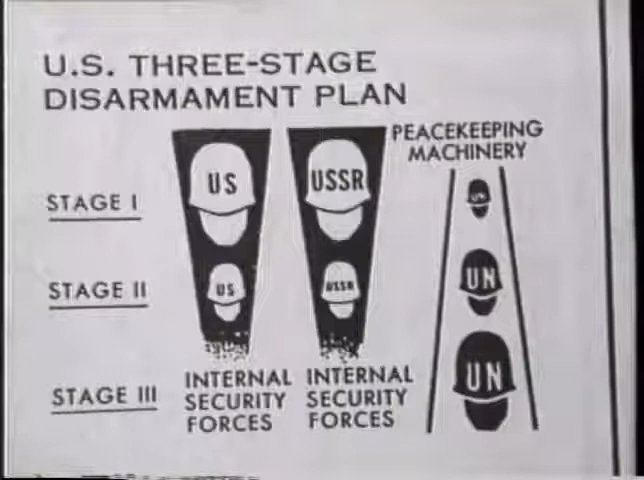 U.S. THREE-STAGE
DISARMAMENT PLAN
PEACEKEEPING
MACHINERY
STAGE I
US
USSR
UN
STAGE II
US
USSR
UN
STAGE III
INTERNAL
SECURITY
FORCES
INTERNAL
SECURITY
FORCES
UN